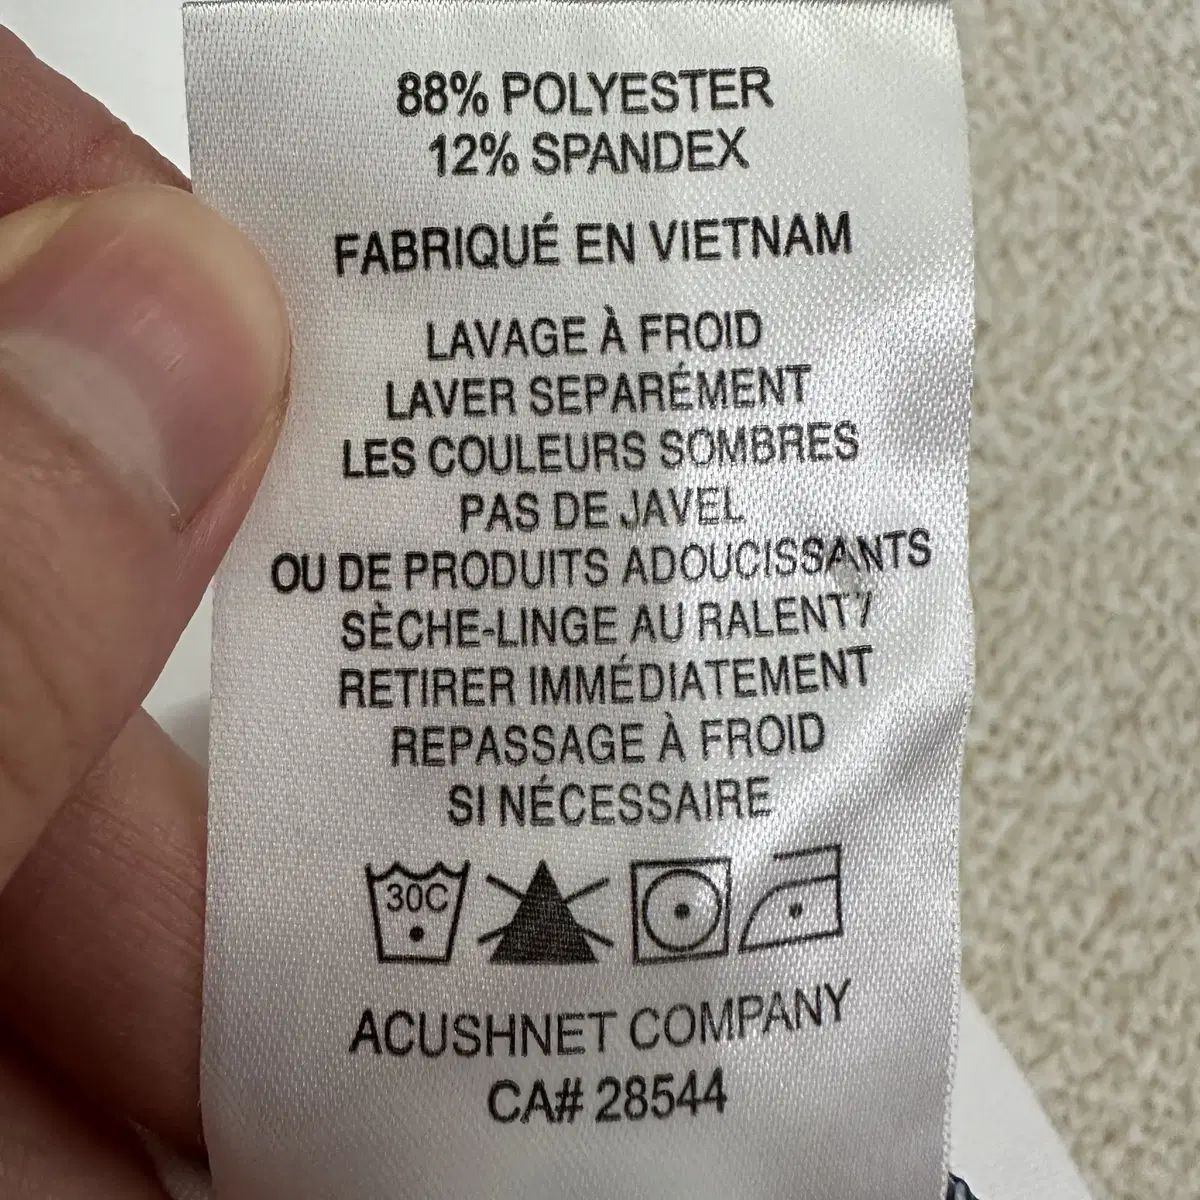 88% POLYESTER
12% SPANDEX
FABRIQUÉ EN VIETNAM
LAVAGE À FROID
LAVER SEPARÉMENT
LES COULEURS SOMBRES
PAS DE JAVEL
OU DE PRODUITS ADOUCISSANTS
SÈCHE-LINGE AU RALENTI
RETIRER IMMÉDIATEMENT
REPASSAGE À FROID
SI NÉCESSAIRE
30C
ACUSHNET COMPANY
CA# 28544